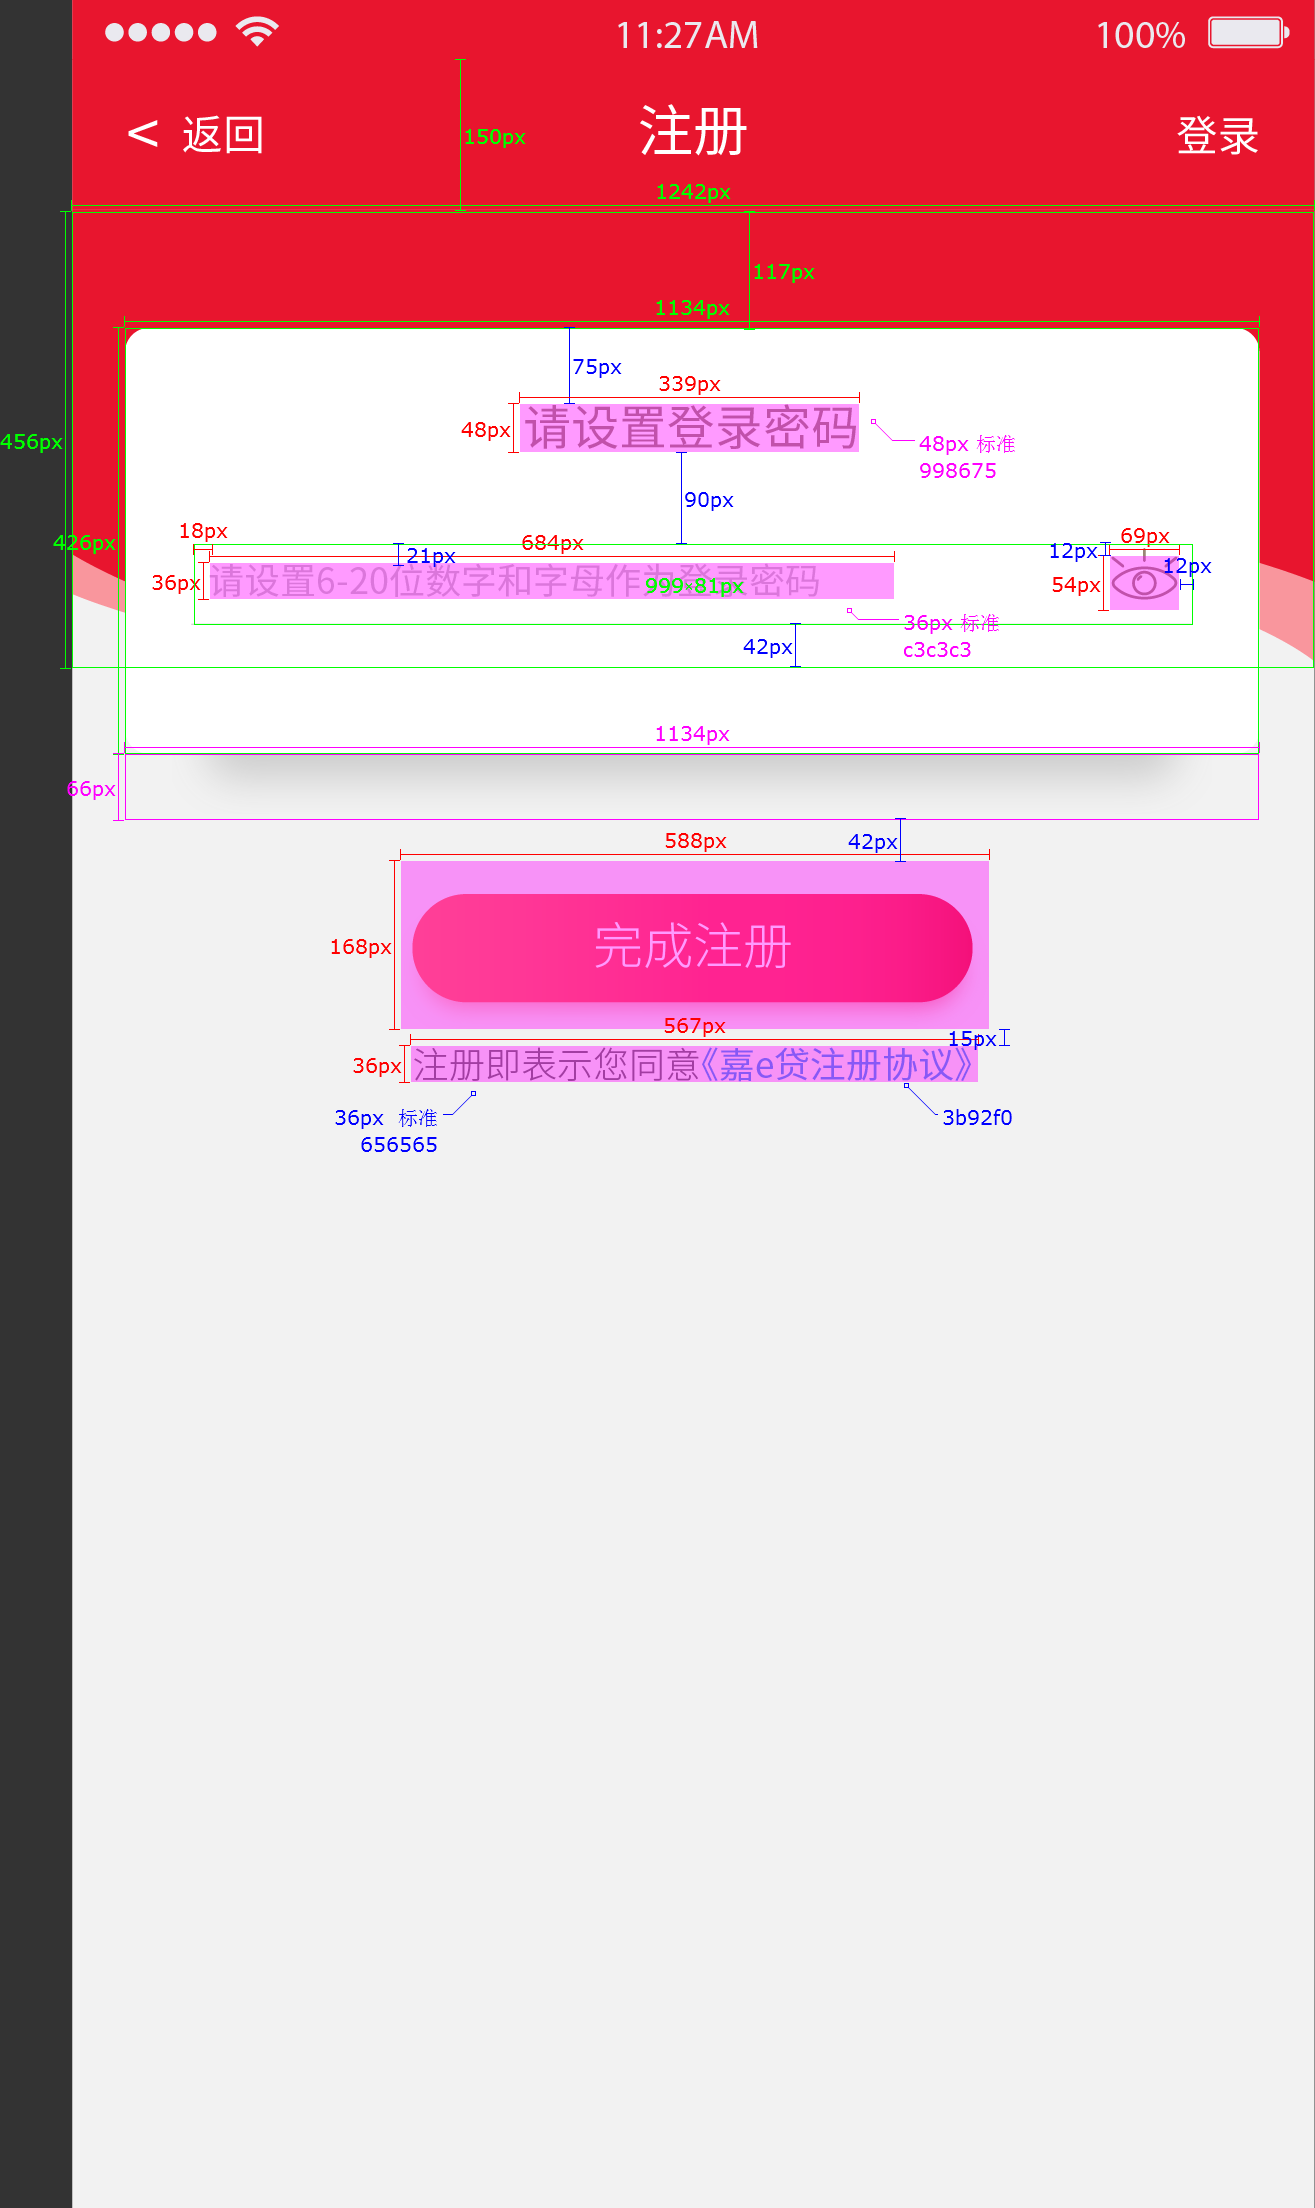 11:27AM
100%
< 返回
注册
登录
150px
1242px
117px
1134px
75px
339px
请设置登录密码
48px
48px 标准
998675
456px
90px
18px
684px
69px
426px
21px
12px
12px
请设置6-20位数字和字母作为登录密码
999×81px
36px
54px
36px 标准
c3c3c3
42px
1134px
66px
588px
42px
完成注册
168px
567px
15px
注册即表示您同意《嘉e贷注册协议》
36px
36px 标准
656565
3b92f0